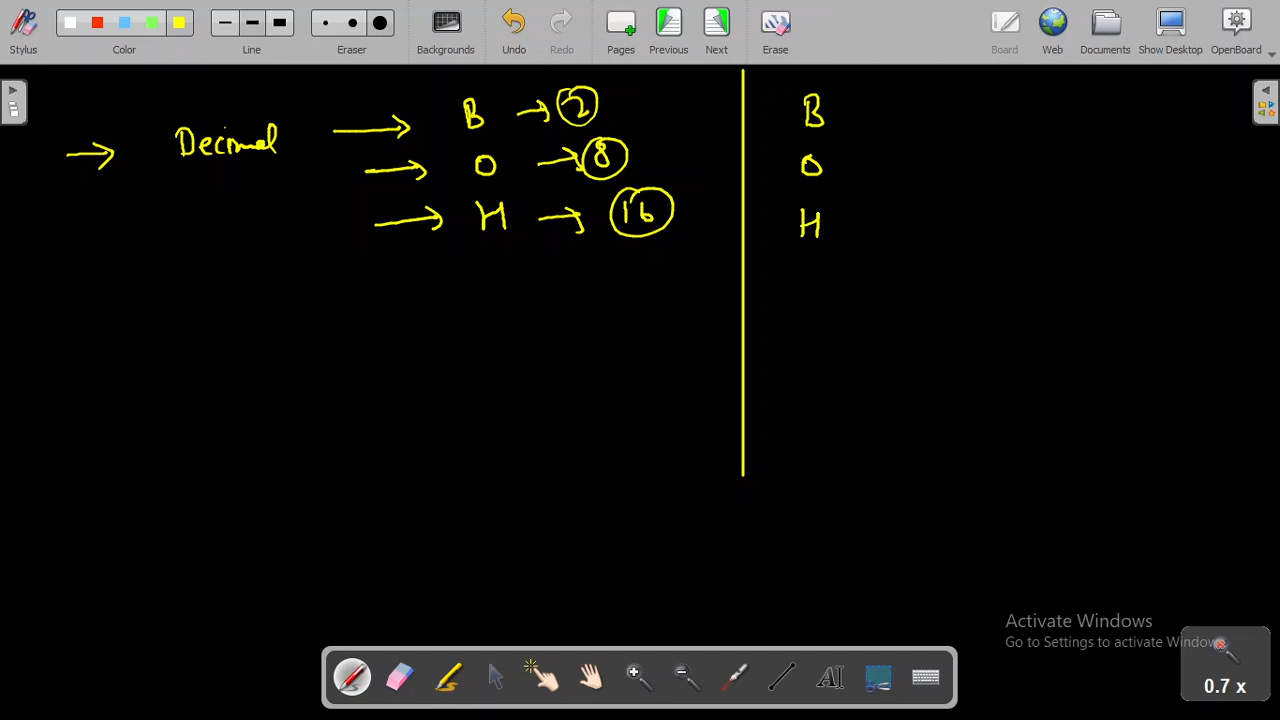 Stylus
Color
Line
Eraser
Backgrounds
Undo
Redo
Pages
Previous
Next
Erase
Board
Web
Documents
Show Desktop
OpenBoard
→ Decimal → B → 2
→ O → 8
→ H → 16
B
O
H
Activate Windows
Go to Settings to activate Windows
0.7 x